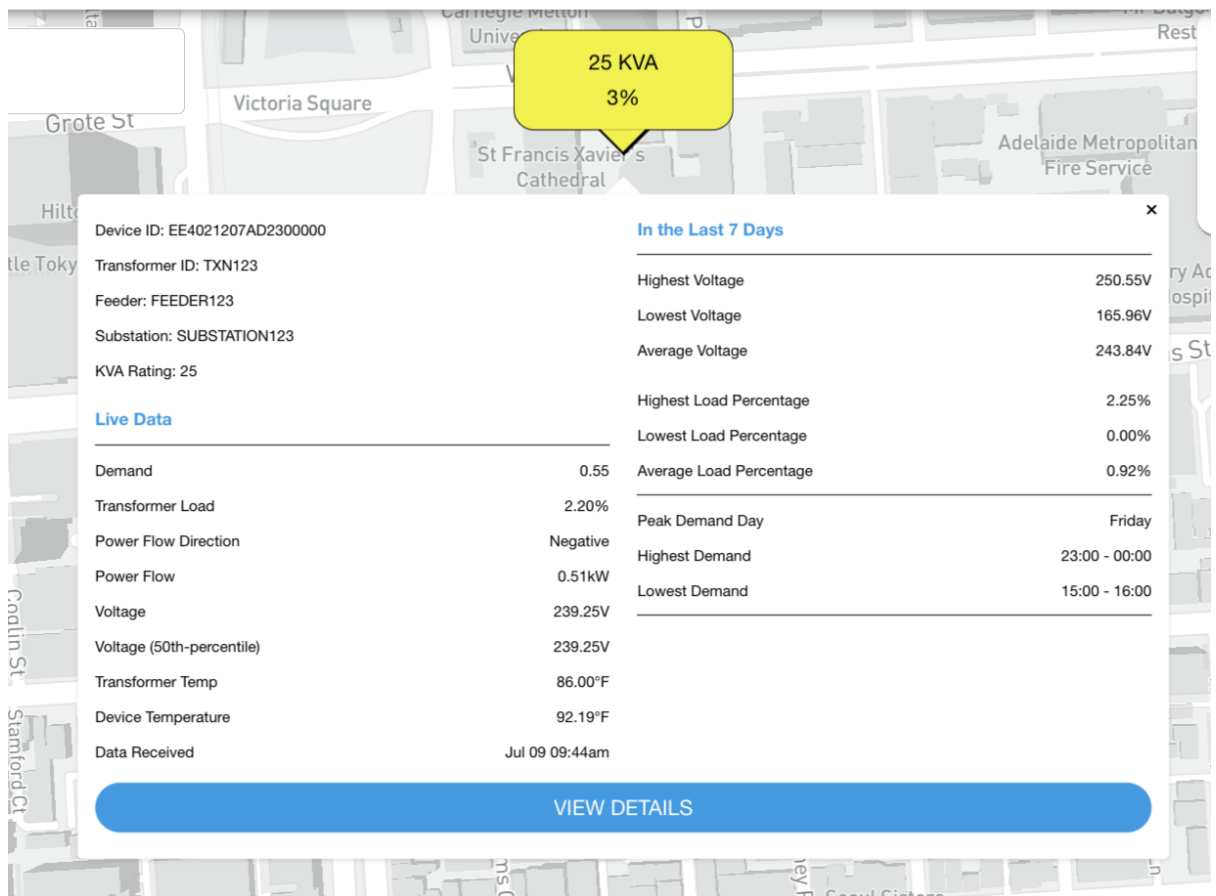 Carnegie Mellon
Rest
25 KVA
3%
Victoria Square
Grote St
St Francis Xavier's
Cathedral
Adelaide Metropolitan
Fire Service
Device ID: EE4021207AD2300000
Transformer ID: TXN123
Feeder: FEEDER123
Substation: SUBSTATION123
KVA Rating: 25
Live Data
Demand 0.55
Transformer Load 2.20%
Power Flow Direction Negative
Power Flow 0.51kW
Voltage 239.25V
Voltage (50th-percentile) 239.25V
Transformer Temp 86.00°F
Device Temperature 92.19°F
Data Received Jul 09 09:44am
In the Last 7 Days
Highest Voltage 250.55V
Lowest Voltage 165.96V
Average Voltage 243.84V
Highest Load Percentage 2.25%
Lowest Load Percentage 0.00%
Average Load Percentage 0.92%
Peak Demand Day Friday
Highest Demand 23:00 - 00:00
Lowest Demand 15:00 - 16:00
VIEW DETAILS
s St
Coglin St
Stamford Ct
Seoul Sisters